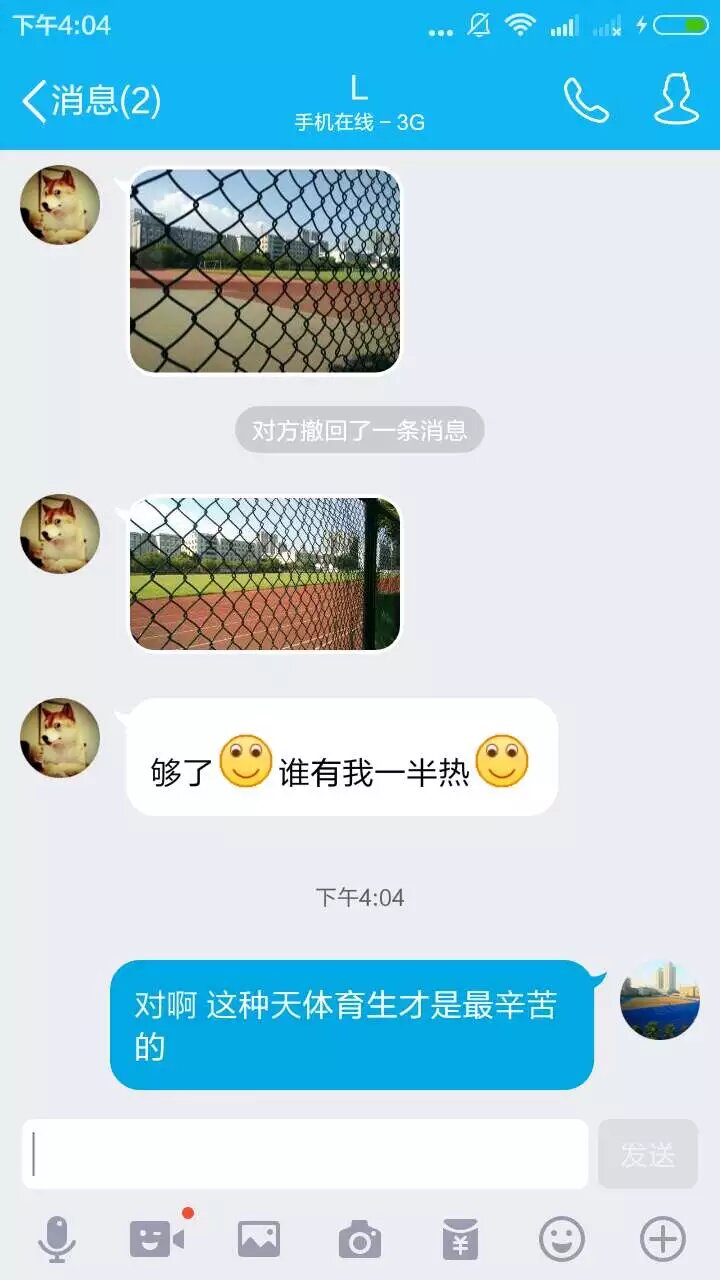 下午4:04
消息(2)
L
手机在线 – 3G
对方撤回了一条消息
够了 谁有我一半热
下午4:04
对啊 这种天体育生才是最辛苦
的
发送